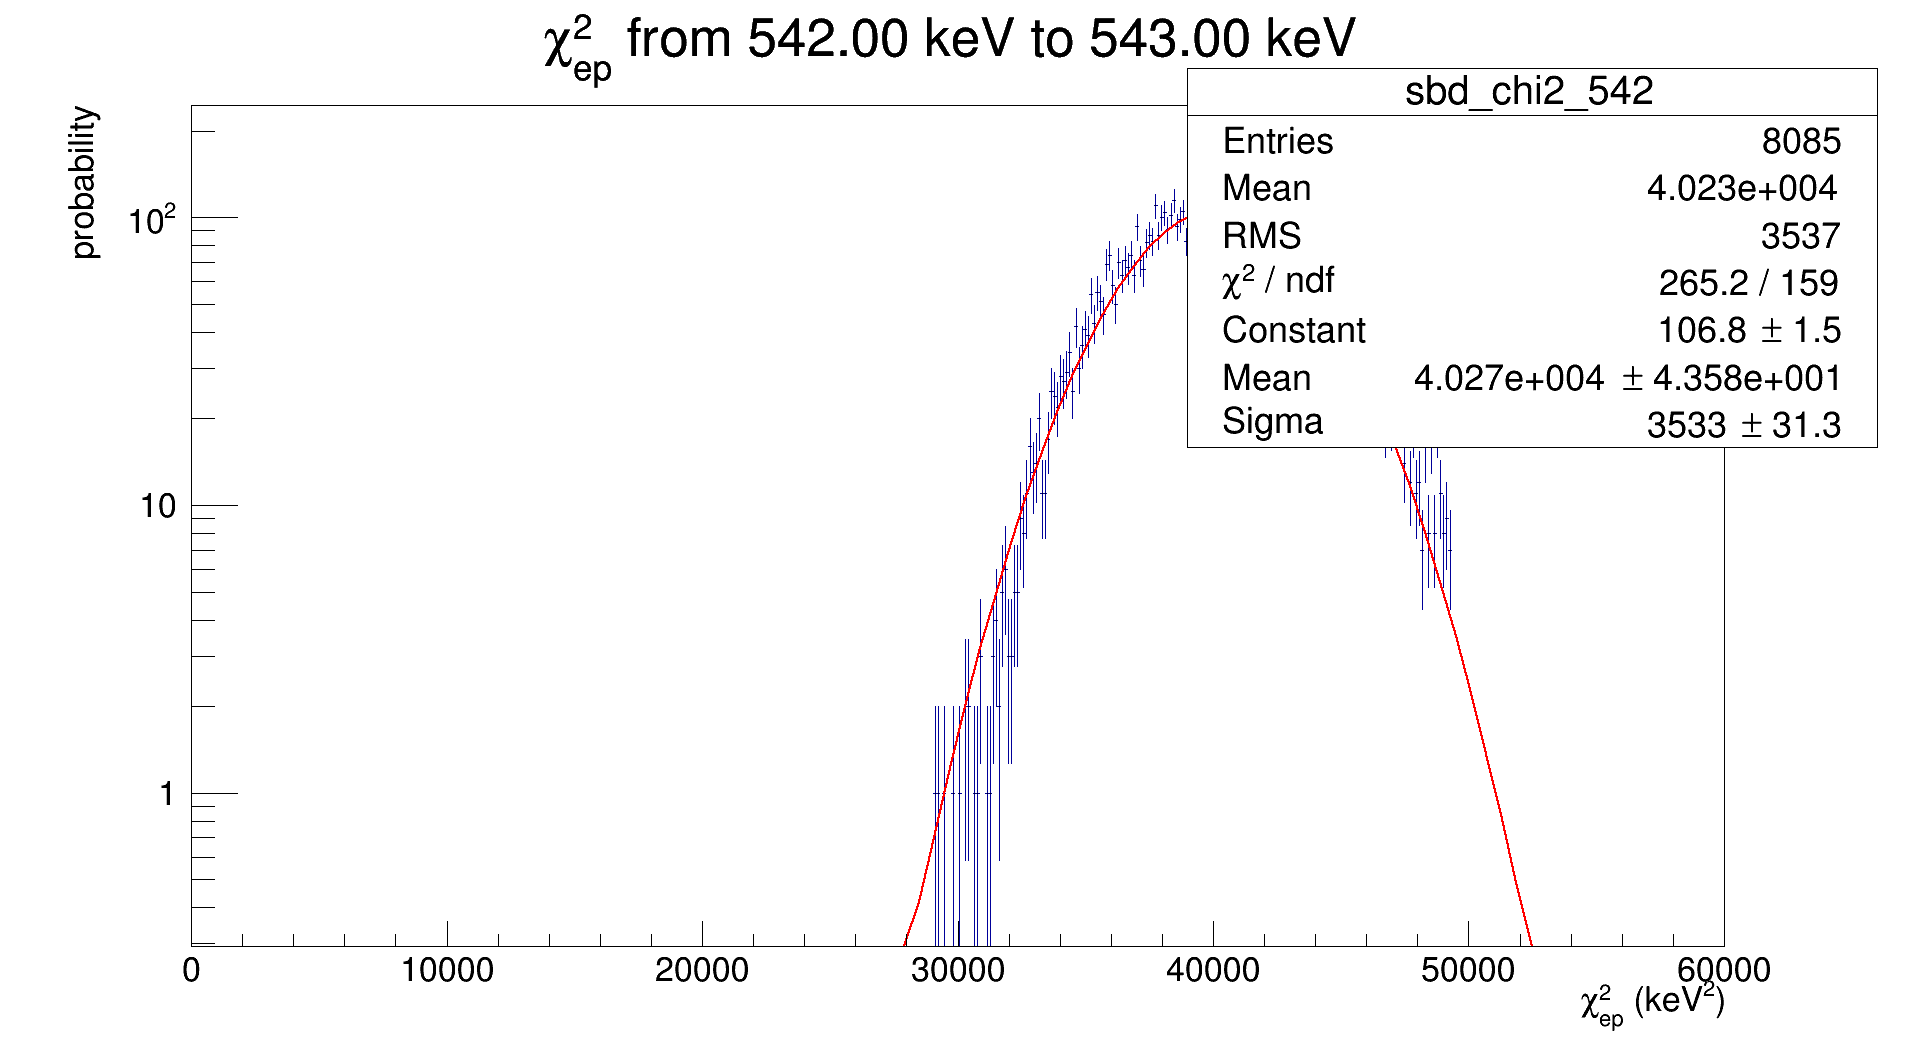 χ²ep from 542.00 keV to 543.00 keV
sbd_chi2_542
Entries 8085
Mean 4.023e+004
RMS 3537
χ² / ndf 265.2 / 159
Constant 106.8 ± 1.5
Mean 4.027e+004 ± 4.358e+001
Sigma 3533 ± 31.3
probability
10²
10
1
0 10000 20000 30000 40000 50000 60000
χ²ep (keV²)